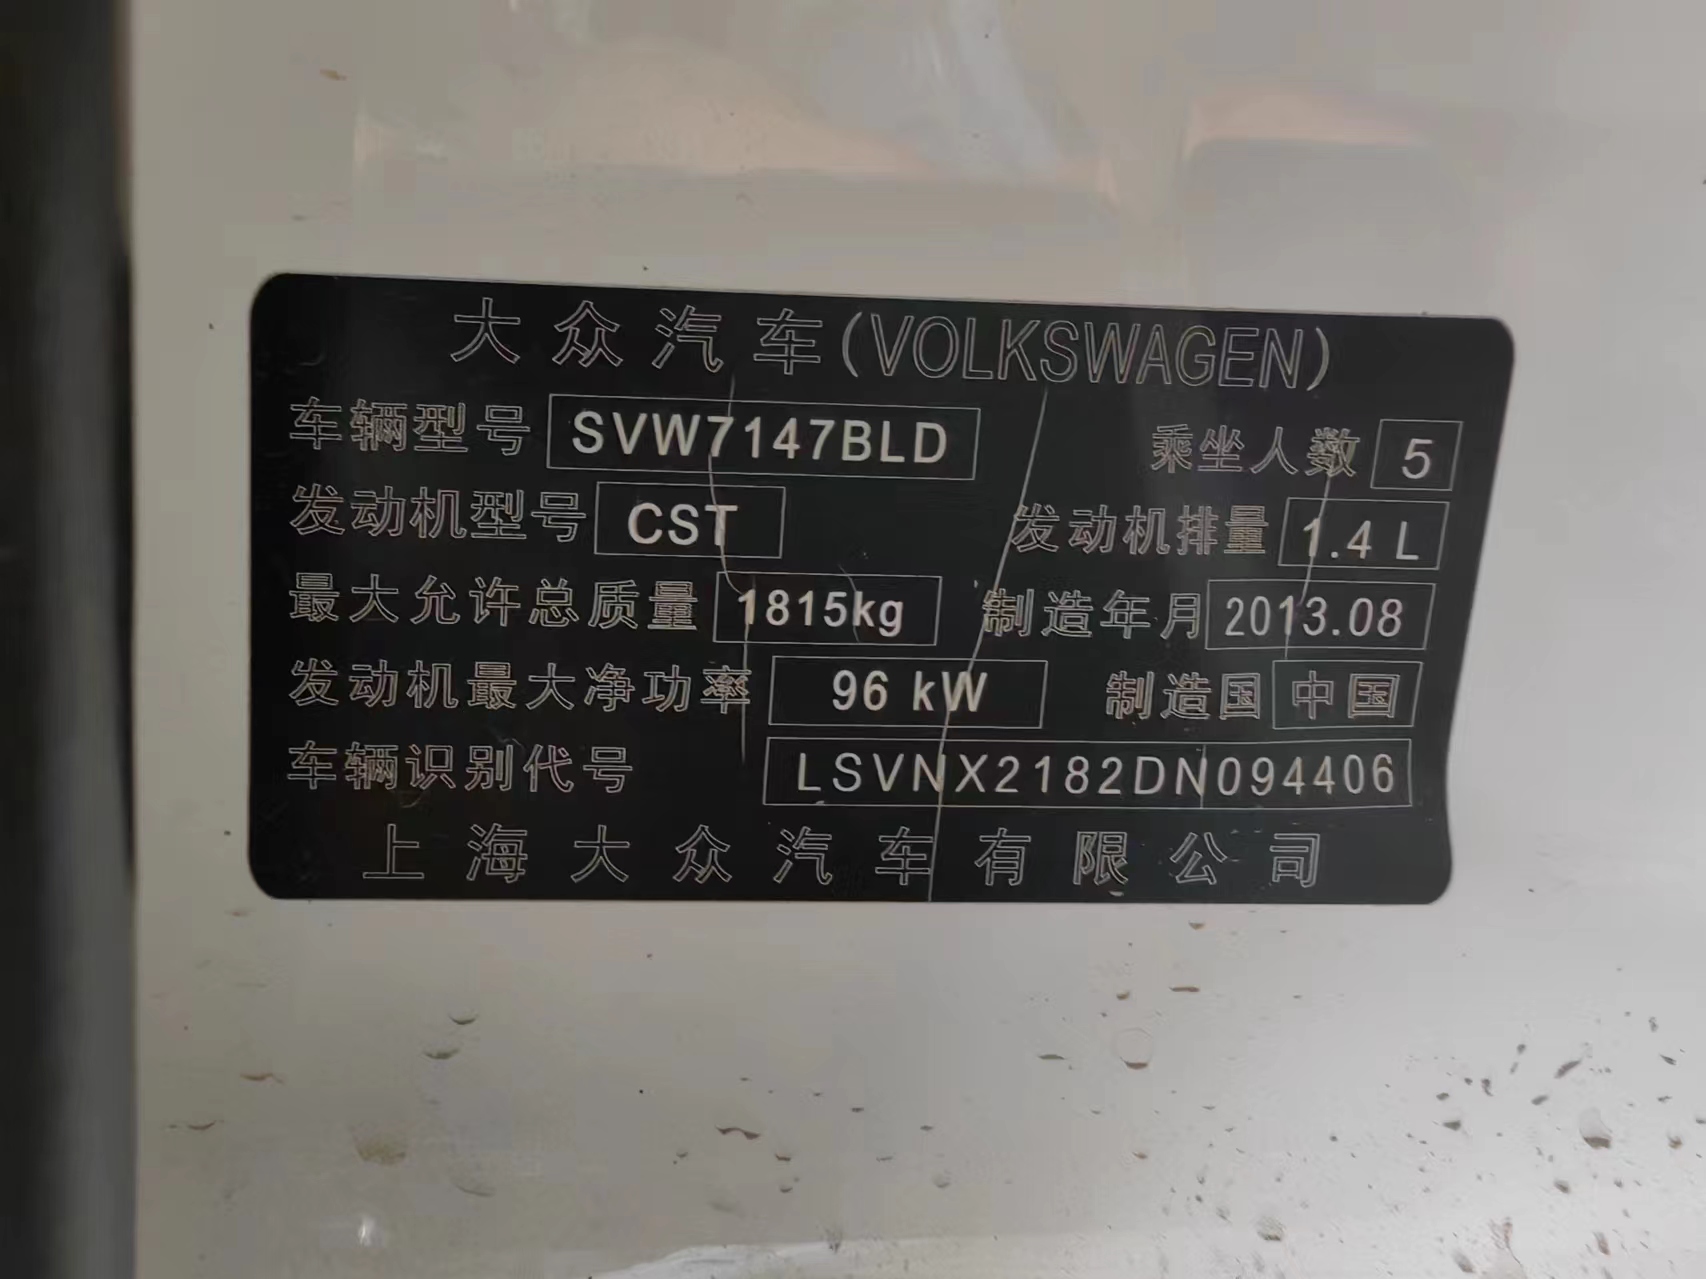 大众汽车(VOLKSWAGEN)
车辆型号 SVW7147BLD 乘坐人数 5
发动机型号 CST 发动机排量 1.4 L
最大允许总质量 1815kg 制造年月 2013.08
发动机最大净功率 96 kW 制造国 中国
车辆识别代号 LSVNX2182DN094406
上海大众汽车有限公司